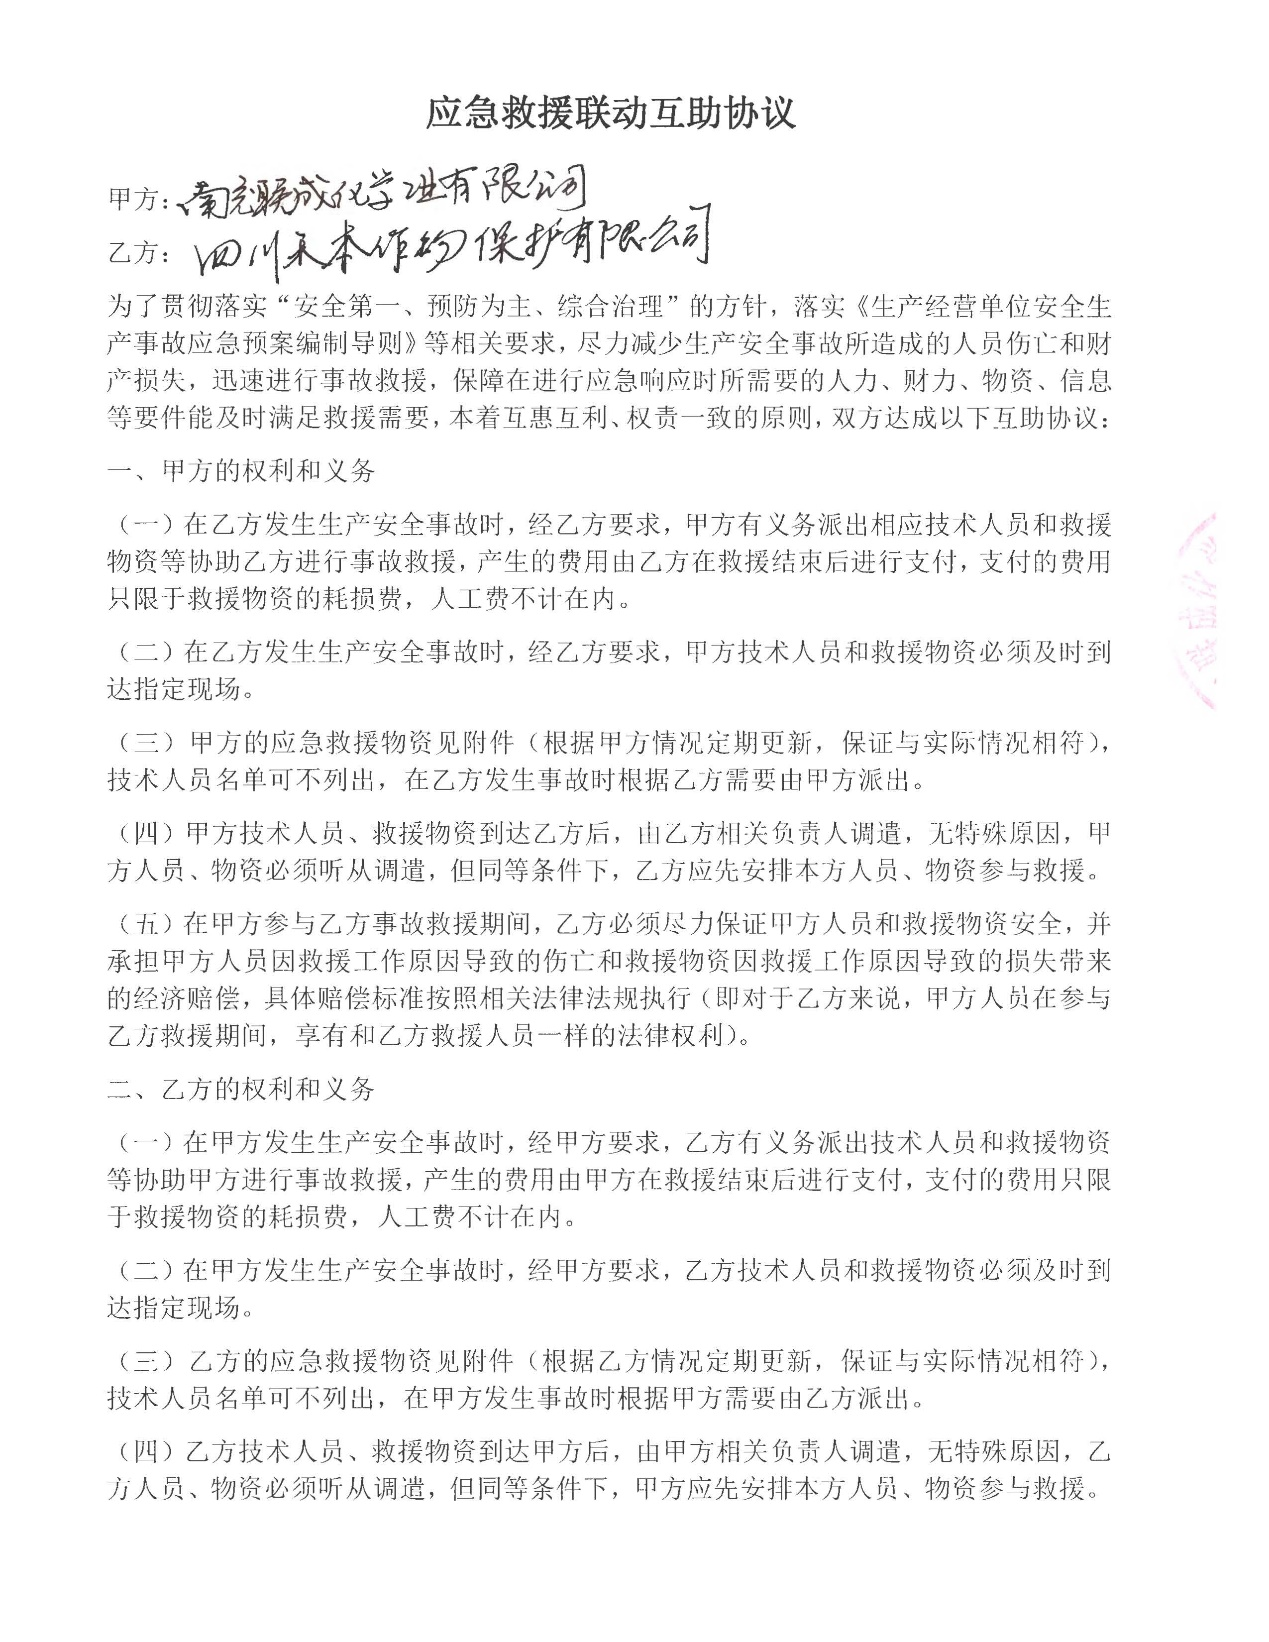 应急救援联动互助协议
甲方：南充联成化学工业有限公司
乙方：四川禾本作物保护有限公司
为了贯彻落实“安全第一、预防为主、综合治理”的方针，落实《生产经营单位安全生
产事故应急预案编制导则》等相关要求，尽力减少生产安全事故所造成的人员伤亡和财
产损失，迅速进行事故救援，保障在进行应急响应时所需要的人力、财力、物资、信息
等要件能及时满足救援需要，本着互惠互利、权责一致的原则，双方达成以下互助协议：
一、甲方的权利和义务
（一）在乙方发生生产安全事故时，经乙方要求，甲方有义务派出相应技术人员和救援
物资等协助乙方进行事故救援，产生的费用由乙方在救援结束后进行支付，支付的费用
只限于救援物资的耗损费，人工费不计在内。
（二）在乙方发生生产安全事故时，经乙方要求，甲方技术人员和救援物资必须及时到
达指定现场。
（三）甲方的应急救援物资见附件（根据甲方情况定期更新，保证与实际情况相符），
技术人员名单可不列出，在乙方发生事故时根据乙方需要由甲方派出。
（四）甲方技术人员、救援物资到达乙方后，由乙方相关负责人调遣，无特殊原因，甲
方人员、物资必须听从调遣，但同等条件下，乙方应先安排本方人员、物资参与救援。
（五）在甲方参与乙方事故救援期间，乙方必须尽力保证甲方人员和救援物资安全，并
承担甲方人员因救援工作原因导致的伤亡和救援物资因救援工作原因导致的损失带来
的经济赔偿，具体赔偿标准按照相关法律法规执行（即对于乙方来说，甲方人员在参与
乙方救援期间，享有和乙方救援人员一样的法律权利）。
二、乙方的权利和义务
（一）在甲方发生生产安全事故时，经甲方要求，乙方有义务派出技术人员和救援物资
等协助甲方进行事故救援，产生的费用由甲方在救援结束后进行支付，支付的费用只限
于救援物资的耗损费，人工费不计在内。
（二）在甲方发生生产安全事故时，经甲方要求，乙方技术人员和救援物资必须及时到
达指定现场。
（三）乙方的应急救援物资见附件（根据乙方情况定期更新，保证与实际情况相符），
技术人员名单可不列出，在甲方发生事故时根据甲方需要由乙方派出。
（四）乙方技术人员、救援物资到达甲方后，由甲方相关负责人调遣，无特殊原因，乙
方人员、物资必须听从调遣，但同等条件下，甲方应先安排本方人员、物资参与救援。